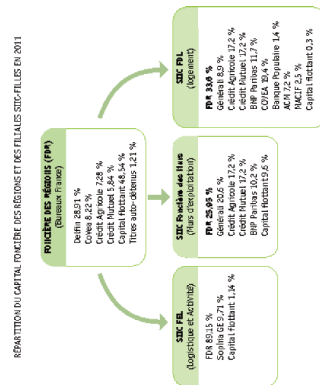 RÉPARTITION DU CAPITAL FONCIÈRE DES RÉGIONS ET DES FILIALES SIIC-FILLES EN 2011
FONCIÈRE DES RÉGIONS (FDR)
(Bureaux France)
Delfin 28,91 %
CoVea 8,22 %
Crédit Agricole 7,28 %
Crédit Mutuel 5,84 %
Capital flottant 48,54 %
Titres auto-détenus 1,21 %
SIIC FEL
(Logistique et Activité)
FDR 89,15 %
Sophia GE 9,71 %
Capital flottant 1,14 %
SIIC Foncière des Murs
(Murs d'exploitation)
FDR 25,05 %
Générali 20,6 %
Crédit Agricole 17,2 %
Crédit Mutuel 17,2 %
BNP Paribas 10,2 %
Capital flottant 9,6 %
SIIC FDL
(logement)
FDR 33,6 %
Générali 8,9 %
Crédit Agricole 17,2 %
Crédit Mutuel 17,2 %
BNP Paribas 11,7 %
COVEA 19,4 %
Banque Populaire 1,4 %
ACM 7,2 %
MACIF 2,5 %
Capital flottant 0,3 %